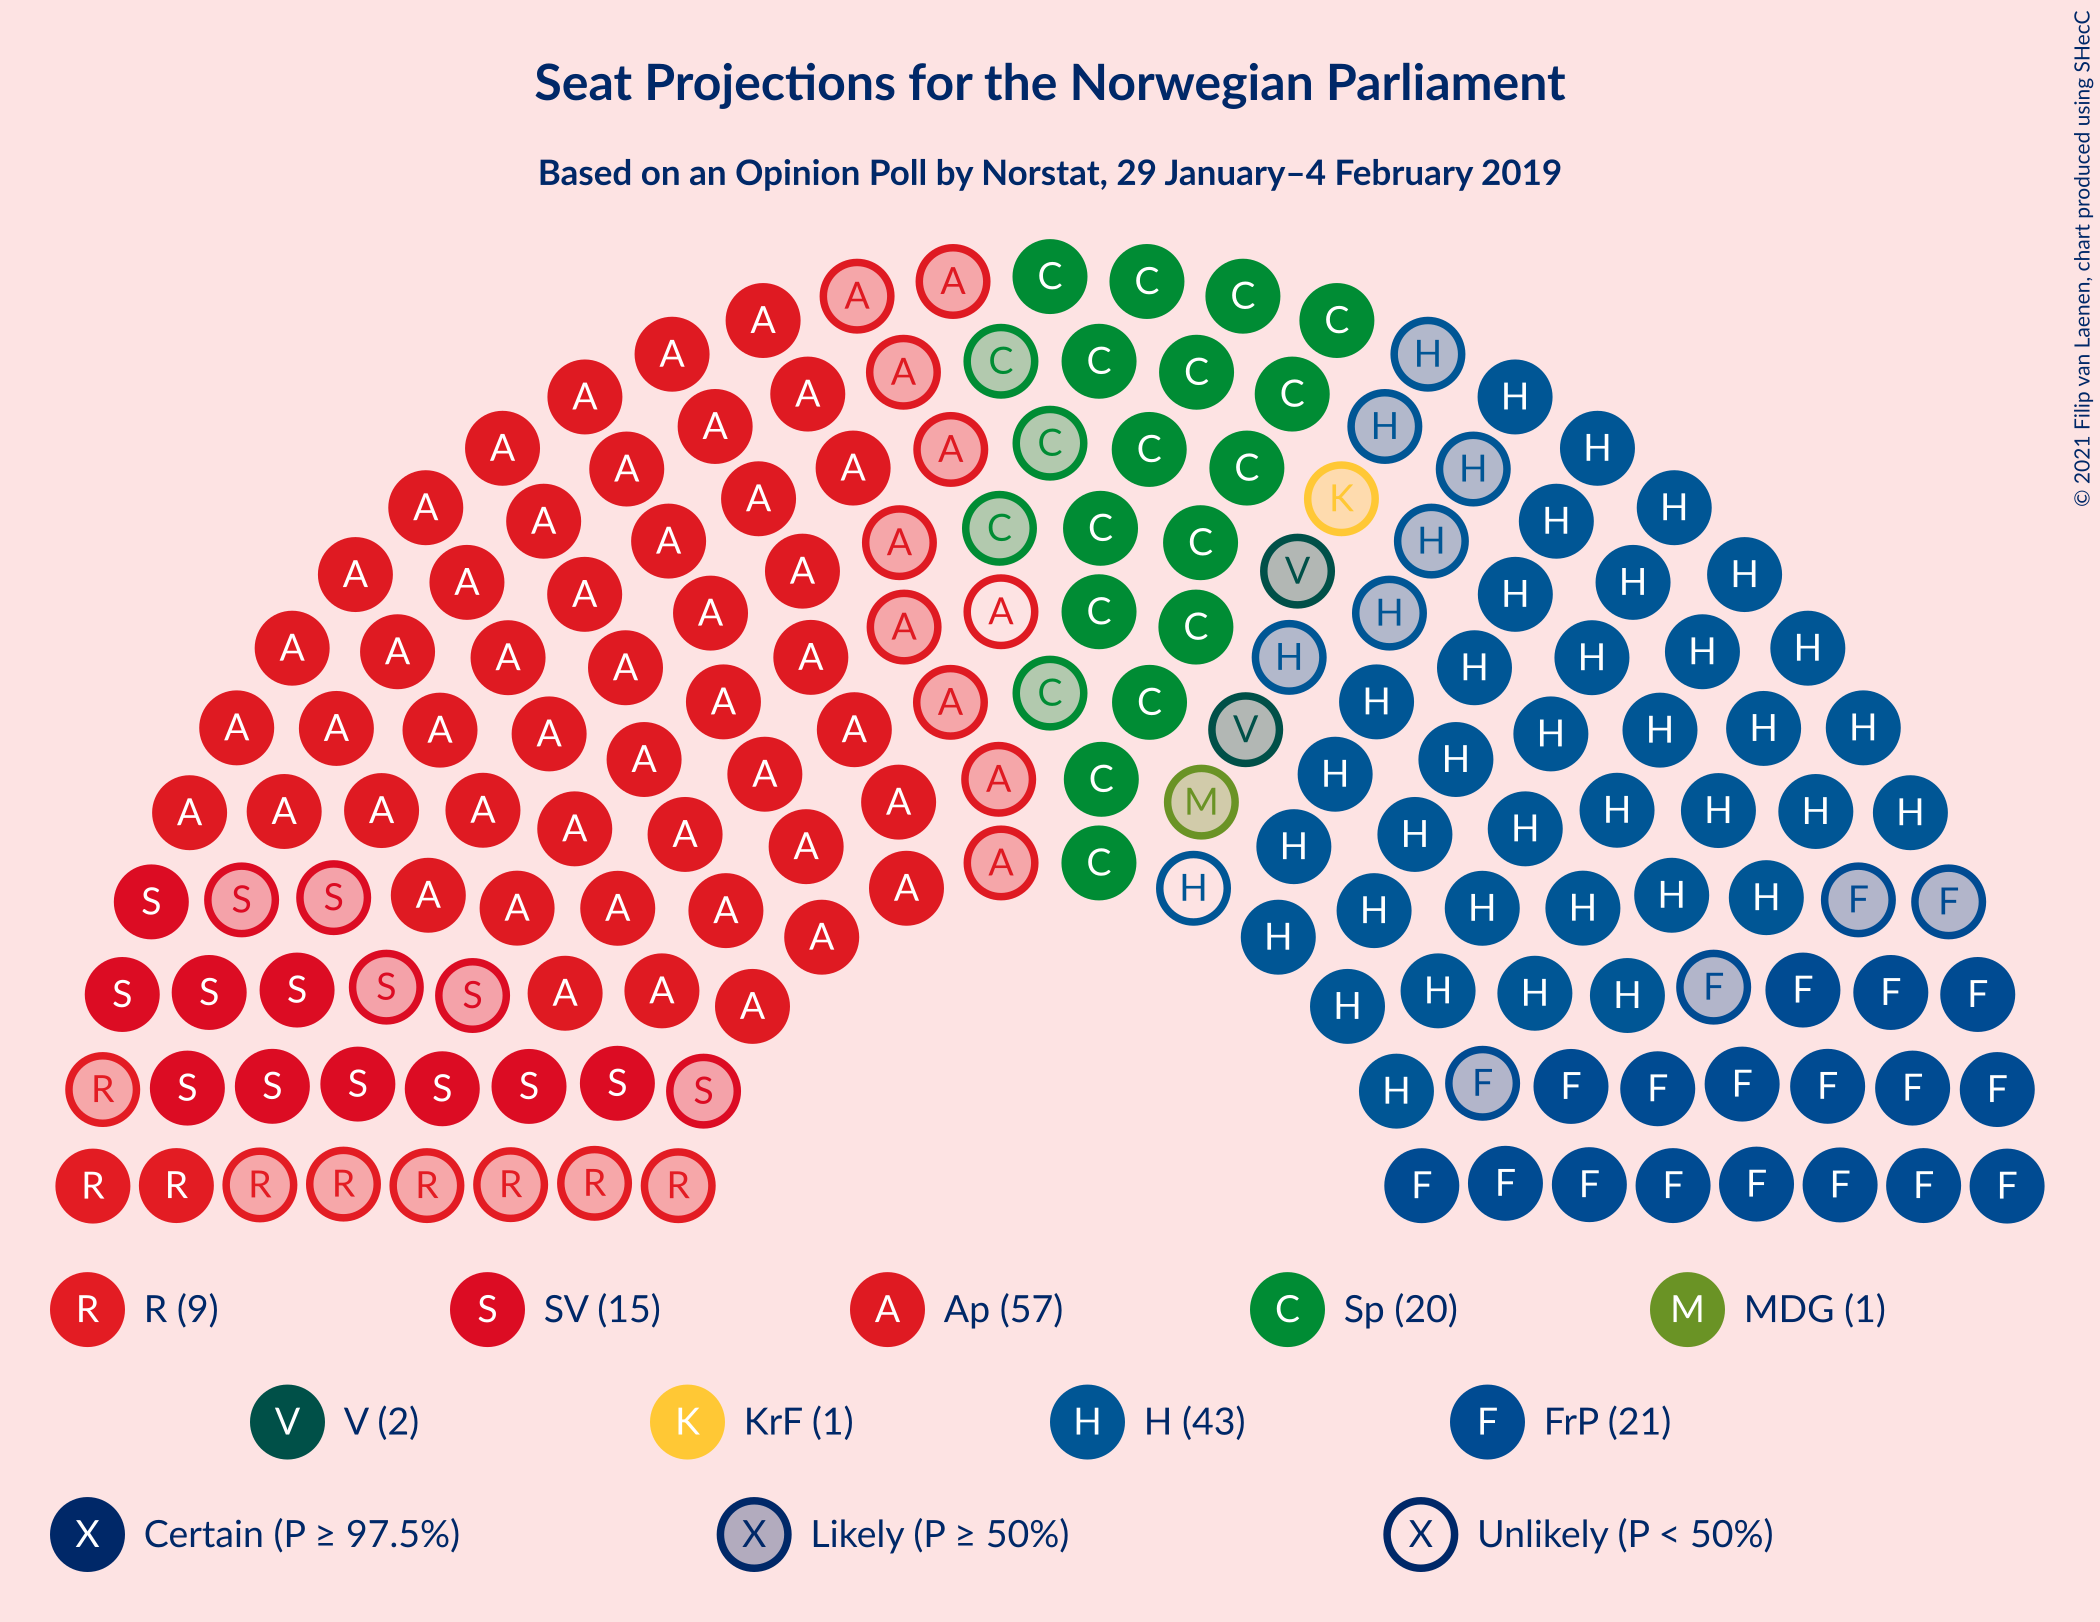 Seat Projections for the Norwegian Parliament
Based on an Opinion Poll by Norstat, 29 January–4 February 2019
© 2021 Filip van Laenen, chart produced using SHecC
A A C C C C
A H
A A C C C C H
A A H H
A A A C C C K H H
A A A H H
A A A A C C C V H H H
A A A A H H H
A A A A A A C C H H H H
A A A A A H H H H
A A A A A A A C C V H H H H H H
A A A A A C M H H H H
A A A A A A A H H H H H H H
A A A A C H H H
S S S A A A A A H H H H H H F F
S S S S S A A A H H H H F F F F
R S S S S S S S H F F F F F F F
R R R R R R R R F F F F F F F F
R R (9) S SV (15) A Ap (57) C Sp (20) M MDG (1)
V V (2) K KrF (1) H H (43) F FrP (21)
X Certain (P ≥ 97.5%) X Likely (P ≥ 50%) X Unlikely (P < 50%)